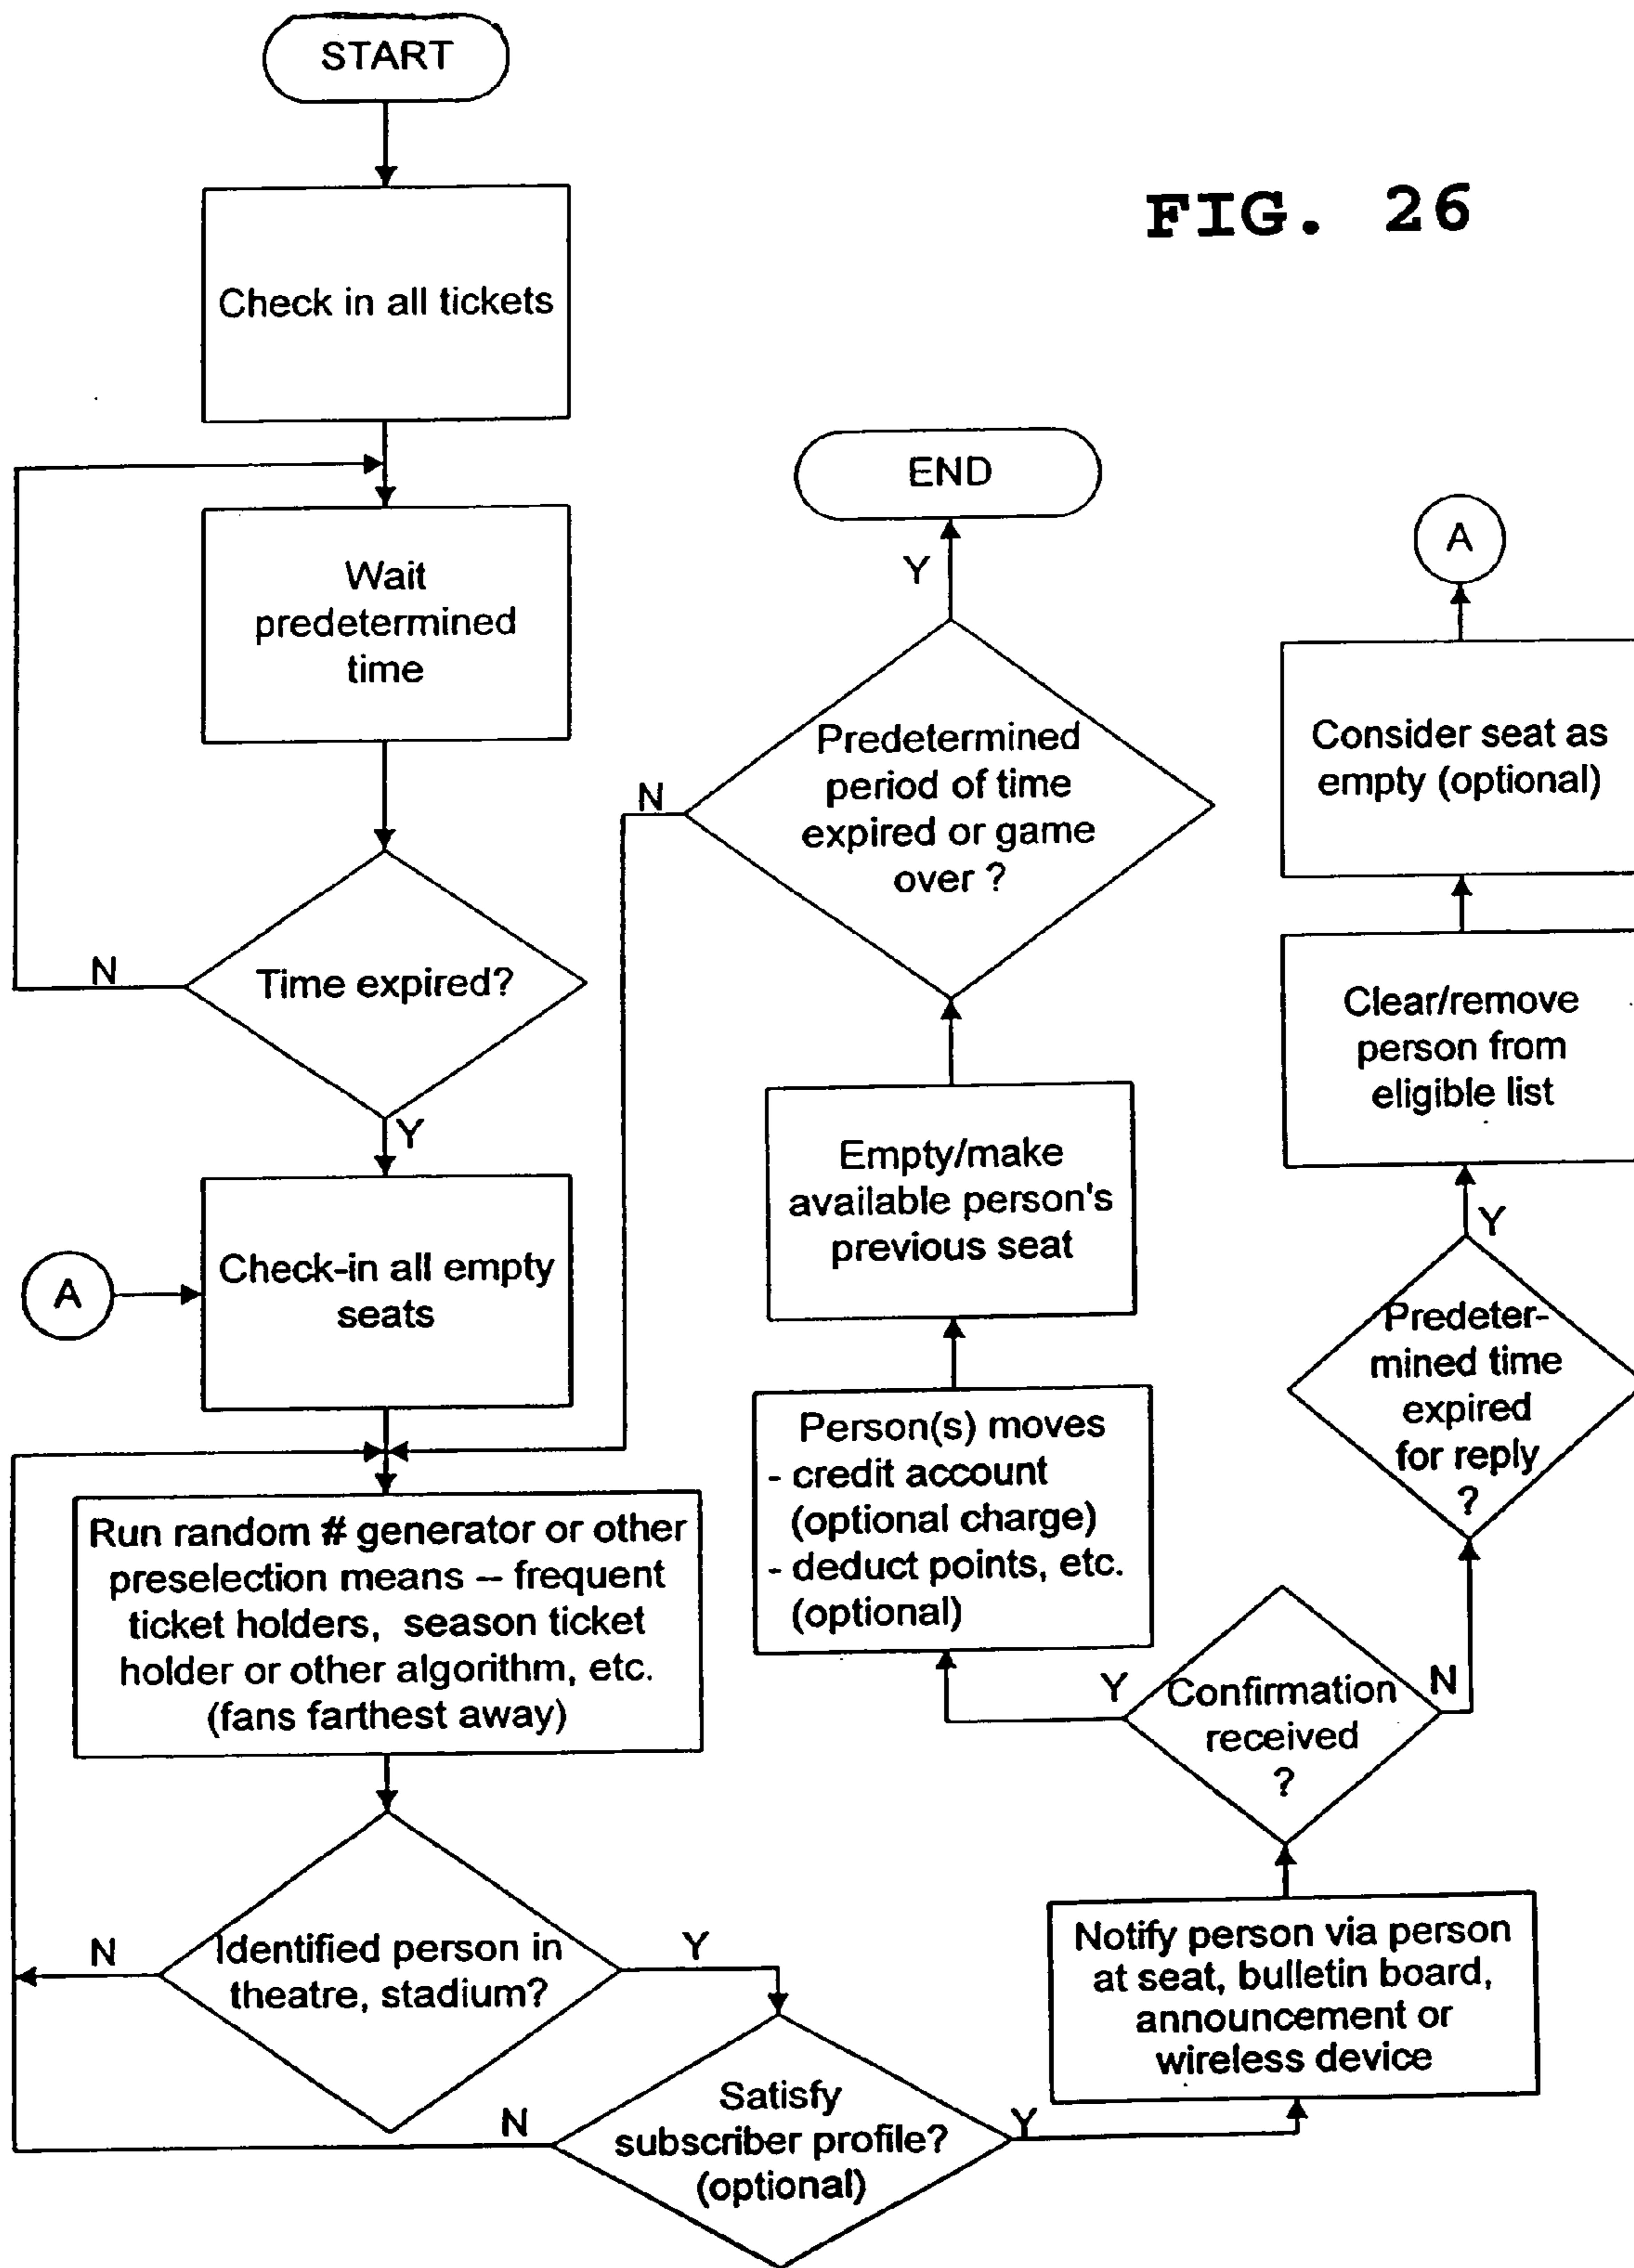 START
FIG. 26
Check in all tickets
Wait
predetermined
time
Time expired?
N
Y
A
Check-in all empty
seats
Run random # generator or other
preselection means – frequent
ticket holders, season ticket
holder or other algorithm, etc.
(fans farthest away)
Identified person in
theatre, stadium?
N
Y
Satisfy
subscriber profile?
(optional)
N
Y
Notify person via person
at seat, bulletin board,
announcement or
wireless device
Confirmation
received
?
Y
N
Person(s) moves
- credit account
(optional charge)
- deduct points, etc.
(optional)
Empty/make
available person's
previous seat
Predetermined
period of time
expired or game
over ?
N
Y
END
Predeter-
mined time
expired
for reply
?
Y
Clear/remove
person from
eligible list
Consider seat as
empty (optional)
A